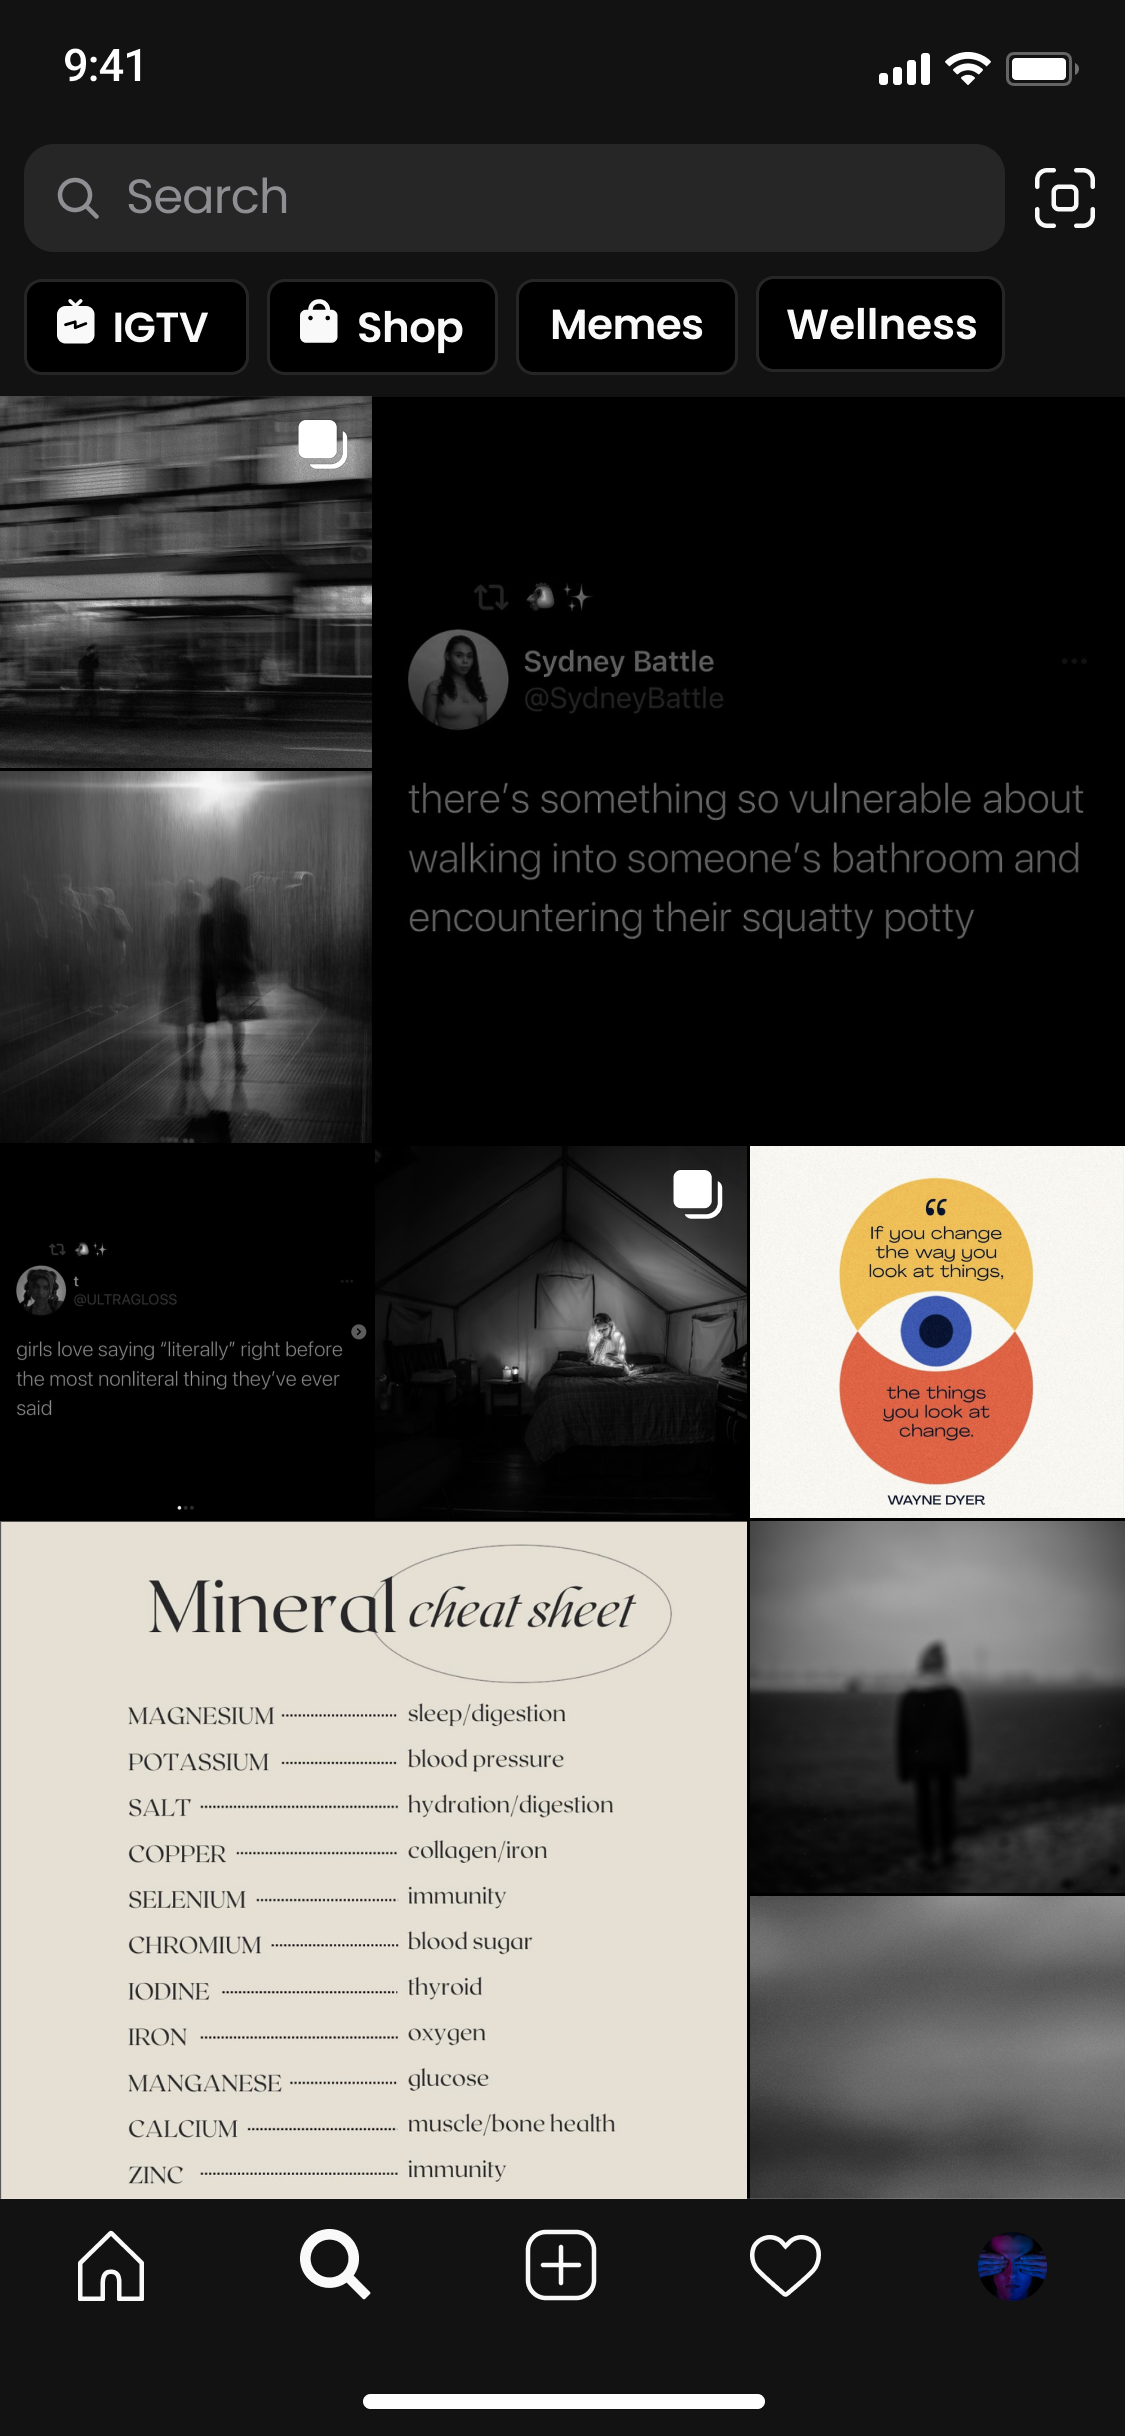 9:41
Search
IGTV
Shop
Memes
Wellness
Sydney Battle
@SydneyBattle
there’s something so vulnerable about
walking into someone’s bathroom and
encountering their squatty potty
t
@ULTRAGLOSS
girls love saying “literally” right before
the most nonliteral thing they’ve ever
said
“
If you change
the way you
look at things,
the things
you look at
change.
WAYNE DYER
Mineral cheat sheet
MAGNESIUM sleep/digestion
POTASSIUM blood pressure
SALT hydration/digestion
COPPER collagen/iron
SELENIUM immunity
CHROMIUM blood sugar
IODINE thyroid
IRON oxygen
MANGANESE glucose
CALCIUM muscle/bone health
ZINC immunity